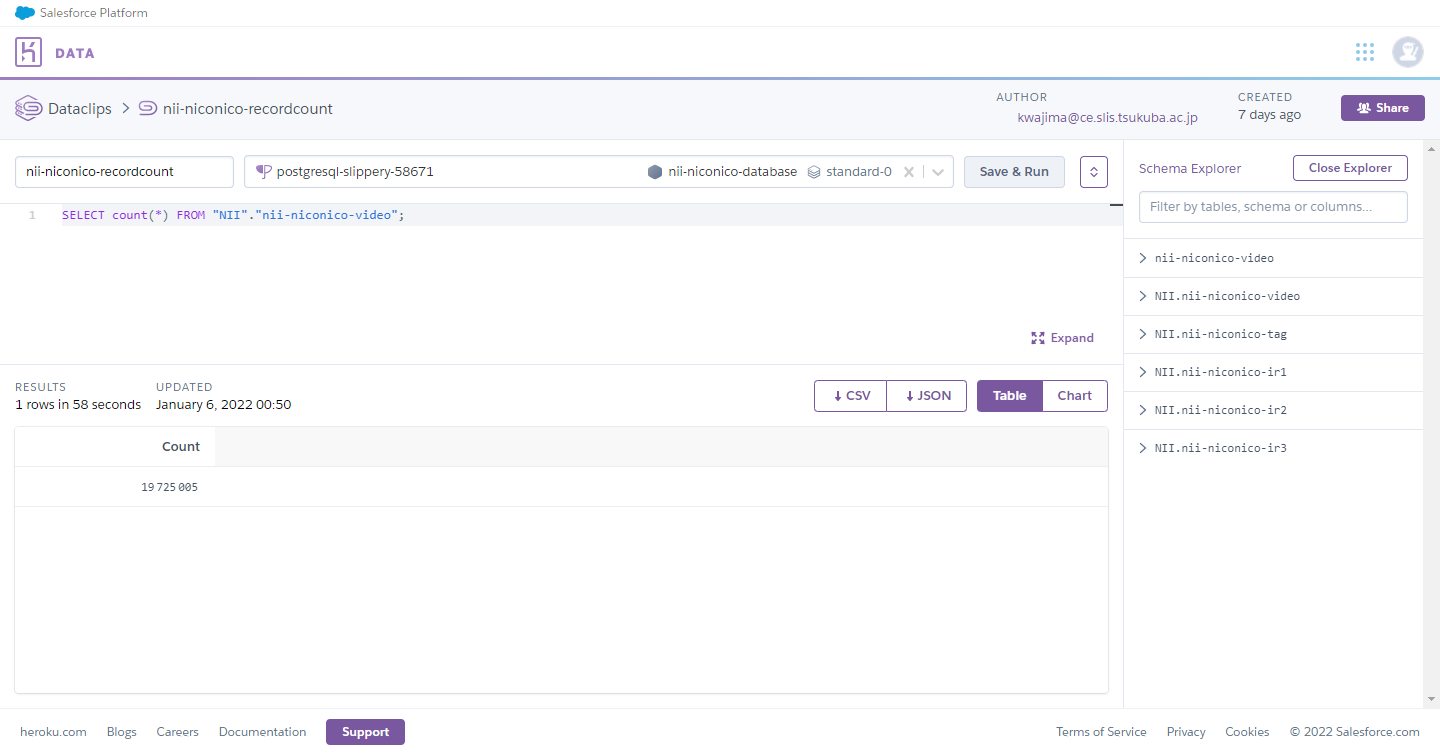 Salesforce Platform
DATA
Dataclips
nii-niconico-recordcount
AUTHOR
kwajima@ce.slis.tsukuba.ac.jp
CREATED
7 days ago
Share
nii-niconico-recordcount
postgresql-slippery-58671
nii-niconico-database
standard-0
Save & Run
1
SELECT count(*) FROM "NII"."nii-niconico-video";
Expand
RESULTS
1 rows in 58 seconds
UPDATED
January 6, 2022 00:50
CSV
JSON
Table
Chart
Count
19 725 005
Schema Explorer
Close Explorer
Filter by tables, schema or columns...
nii-niconico-video
NII.nii-niconico-video
NII.nii-niconico-tag
NII.nii-niconico-ir1
NII.nii-niconico-ir2
NII.nii-niconico-ir3
heroku.com
Blogs
Careers
Documentation
Support
Terms of Service
Privacy
Cookies
© 2022 Salesforce.com